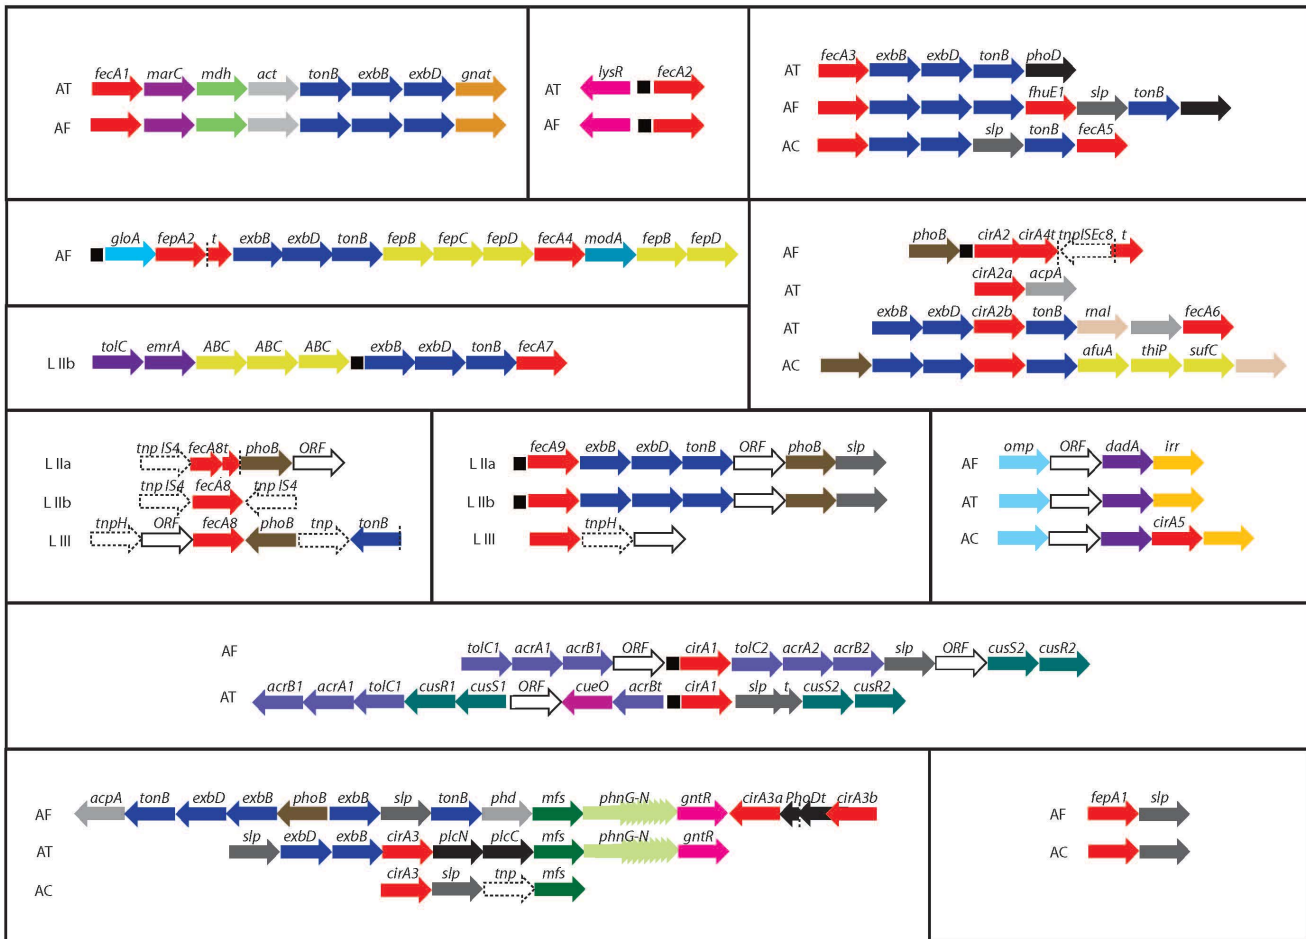 fecA1 marC mdh act tonB exbB exbD gnat
AT
AF
lysR fecA2
AT
AF
fecA3 exbB exbD tonB phoD
AT
fhuE1 slp tonB
AF
slp tonB fecA5
AC
gloA fepA2 t exbB exbD tonB fepB fepC fepD fecA4 modA fepB fepD
AF
phoB cirA2 cirA4t tnpISEc8 t
AF
cirA2a acpA
AT
exbB exbD cirA2b tonB rnal fecA6
AT
afuA thiP sufC
AC
tolC emrA ABC ABC ABC exbB exbD tonB fecA7
L IIb
tnp IS4 fecA8t phoB ORF
L IIa
tnp IS4 fecA8 tnp IS4
L IIb
tnpH ORF fecA8 phoB tnp tonB
L III
fecA9 exbB exbD tonB ORF phoB slp
L IIa
L IIb
tnpH
L III
omp ORF dadA irr
AF
AT
cirA5
AC
tolC1 acrA1 acrB1 ORF cirA1 tolC2 acrA2 acrB2 slp ORF cusS2 cusR2
AF
acrB1 acrA1 tolC1 cusR1 cusS1 ORF cueO acrBt cirA1 slp t cusS2 cusR2
AT
acpA tonB exbD exbB phoB exbB slp tonB phd mfs phnG-N gntR cirA3a PhoDt cirA3b
AF
slp exbD exbB cirA3 plcN plcC mfs phnG-N gntR
AT
cirA3 slp tnp mfs
AC
fepA1 slp
AF
AC